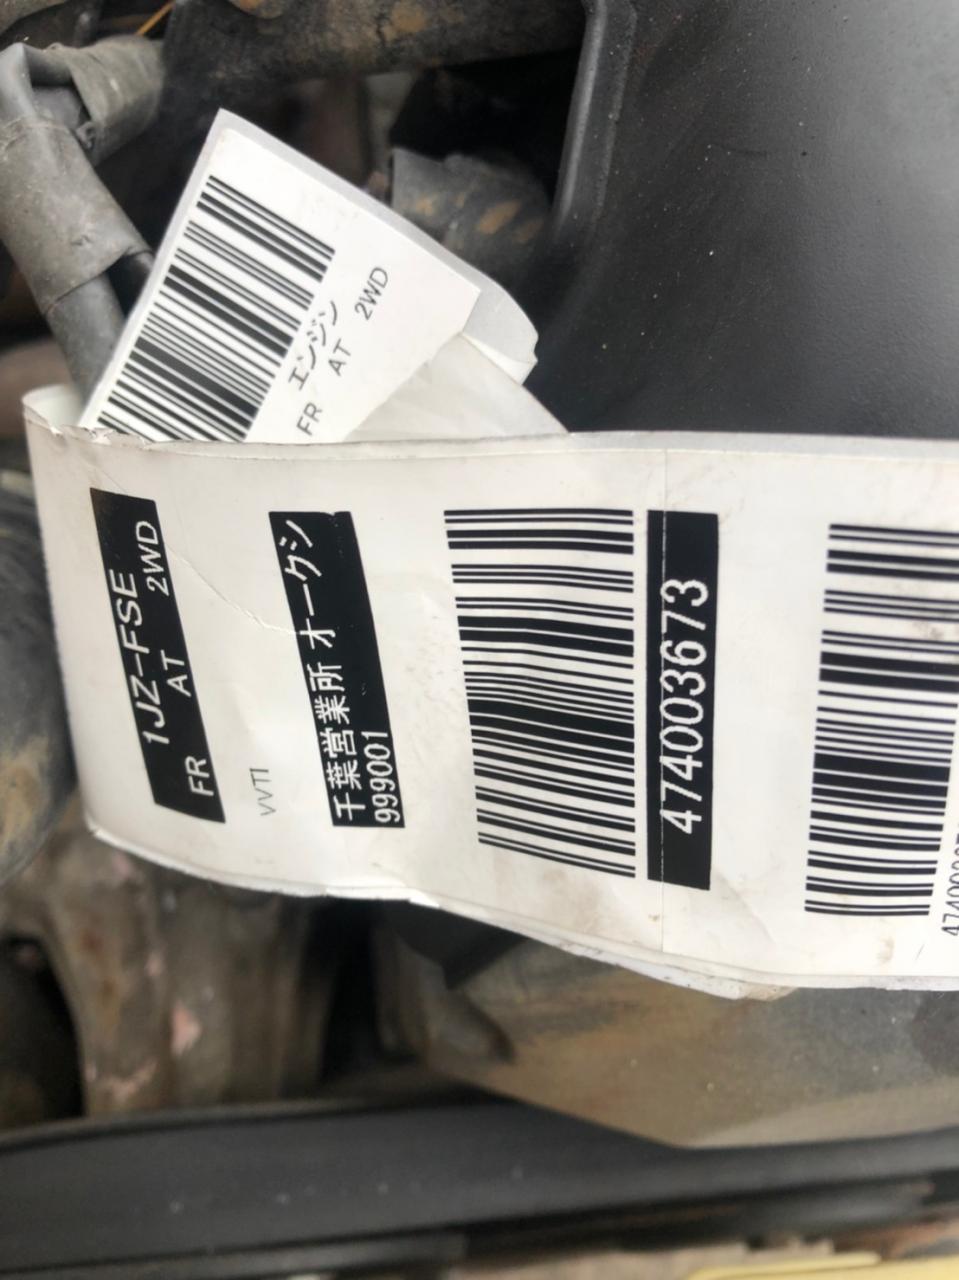 エンジン
FR AT 2WD
1JZ-FSE
FR AT 2WD
VVTI
千葉営業所 オークシ
999001
474003673